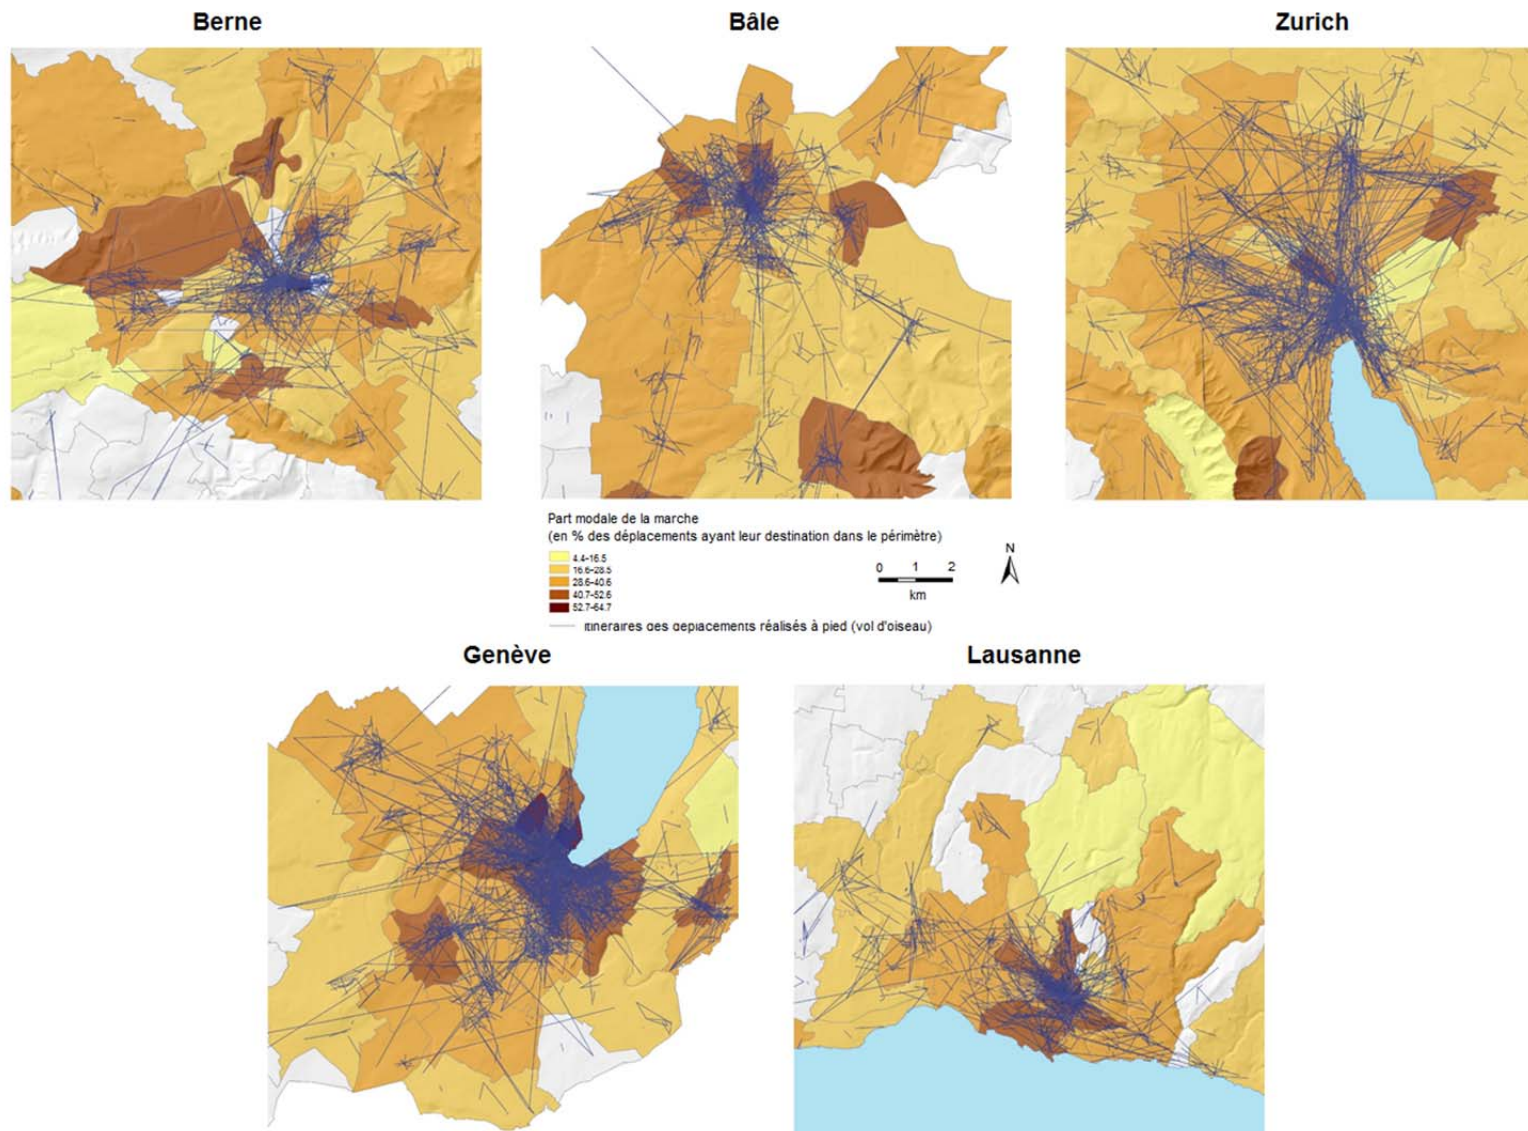 Berne
Bâle
Zurich
Part modale de la marche
(en % des déplacements ayant leur destination dans le périmètre)
4.4-16.5
16.6-28.5
28.6-40.6
40.7-52.6
52.7-64.7
itinéraires des déplacements réalisés à pied (vol d'oiseau)
0 1 2
km
N
Genève
Lausanne